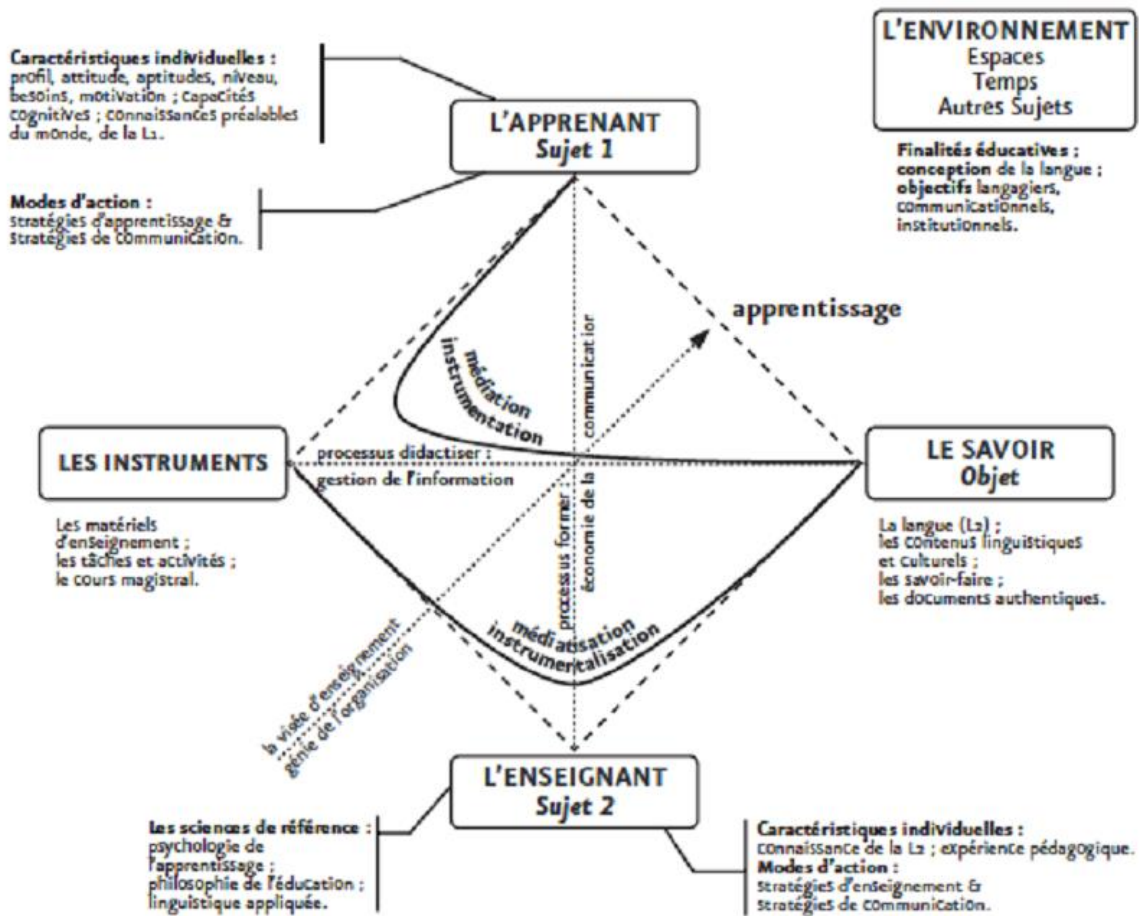 Caractéristiques individuelles :
profil, attitude, aptitudes, niveau,
besoins, motivation ; capacités
cognitives ; connaissances préalables
du monde, de la L1.
L'APPRENANT
Sujet 1
Modes d'action :
stratégies d'apprentissage &
stratégies de communication.
L'ENVIRONNEMENT
Espaces
Temps
Autres Sujets
Finalités éducatives ;
conception de la langue ;
objectifs langagiers,
communicationnels,
institutionnels.
apprentissage
médiation
instrumentation
processus former :
économie de la communication
LES INSTRUMENTS
processus didactiser :
gestion de l'information
LE SAVOIR
Objet
Les matériels
d'enseignement ;
les tâches et activités ;
le cours magistral.
La langue (L2) ;
les contenus linguistiques
et culturels ;
les savoir-faire ;
les documents authentiques.
médiatisation
instrumentalisation
la visée d'enseignement
génie de l'organisation
L'ENSEIGNANT
Sujet 2
Les sciences de référence :
psychologie de
l'apprentissage ;
philosophie de l'éducation ;
linguistique appliquée.
Caractéristiques individuelles :
connaissance de la L2 ; expérience pédagogique.
Modes d'action :
stratégies d'enseignement &
stratégies de communication.